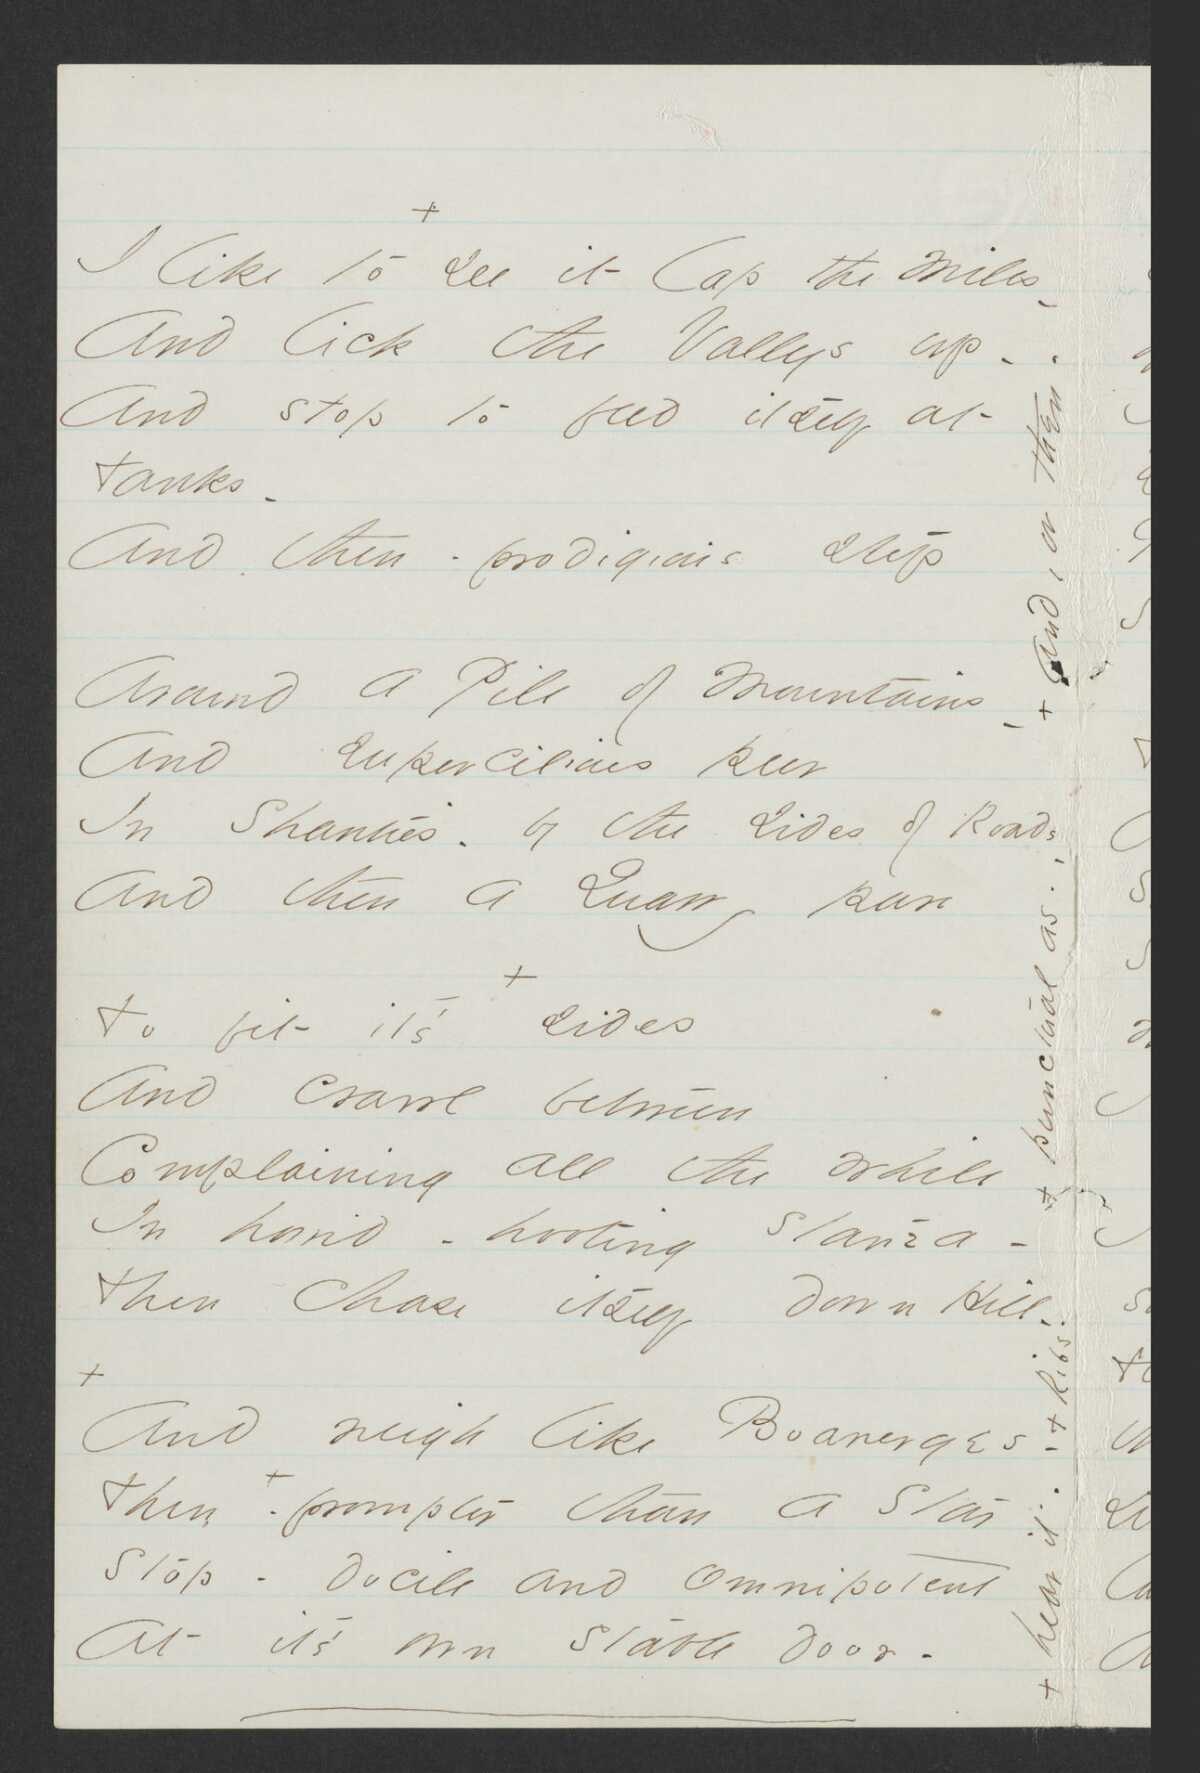 I like to + see it lap the Miles -
And lick the Valleys up -
And stop to feed itself at
tanks -
And then - prodigious step
Around a Pile of Mountains -
And supercilious peer
In Shanties - by the sides of Roads -
And then a Quarry pare
To fit it's + sides
And crawl between
Complaining all the while
In horrid - hooting stanza -
Then chase itself down Hill -
+ And neigh like Boanerges -
Then + - prompter than a Star
Stop - docile and omnipotent
At it's own stable door -
+ hear it - + Ribs - + punctual as - + and, or then -